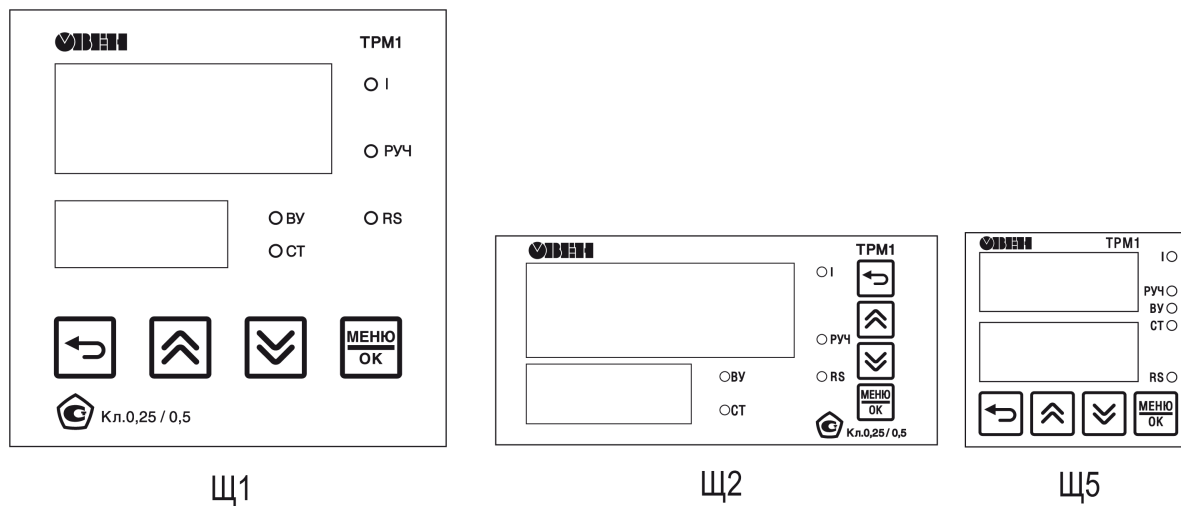 ОВЕН
ТРМ1
I
РУЧ
ВУ
RS
СТ
МЕНЮ
ОК
Кл.0,25 / 0,5
Щ1
ОВЕН
ТРМ1
I
РУЧ
ВУ
RS
СТ
МЕНЮ
ОК
Кл.0,25 / 0,5
Щ2
ОВЕН
ТРМ1
I
РУЧ
ВУ
СТ
RS
МЕНЮ
ОК
Щ5